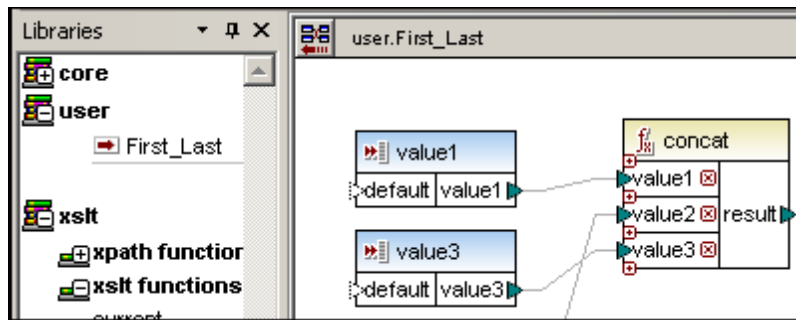 Libraries
core
user
First_Last
xslt
xpath function
xslt functions
user.First_Last
value1
default value1
value3
default value3
concat
value1
value2 result
value3